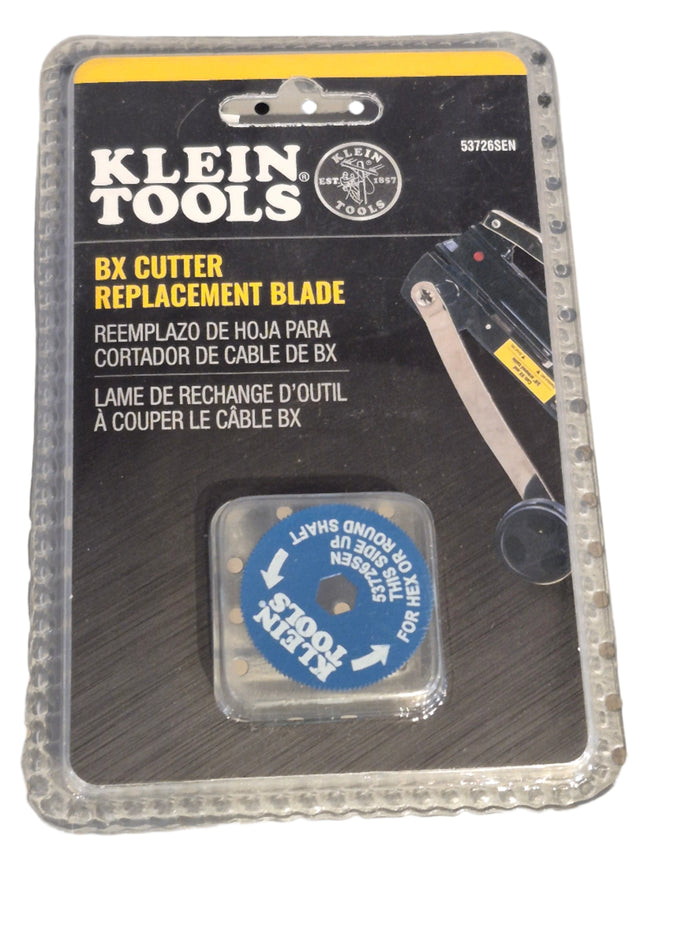 53726SEN
KLEIN
TOOLS®
KLEIN
EST. 1857
TOOLS
BX CUTTER
REPLACEMENT BLADE
REEMPLAZO DE HOJA PARA
CORTADOR DE CABLE DE BX
LAME DE RECHANGE D'OUTIL
À COUPER LE CÂBLE BX
FOR HEX OR ROUND SHAFT
THIS SIDE UP
53726SEN
KLEIN
TOOLS